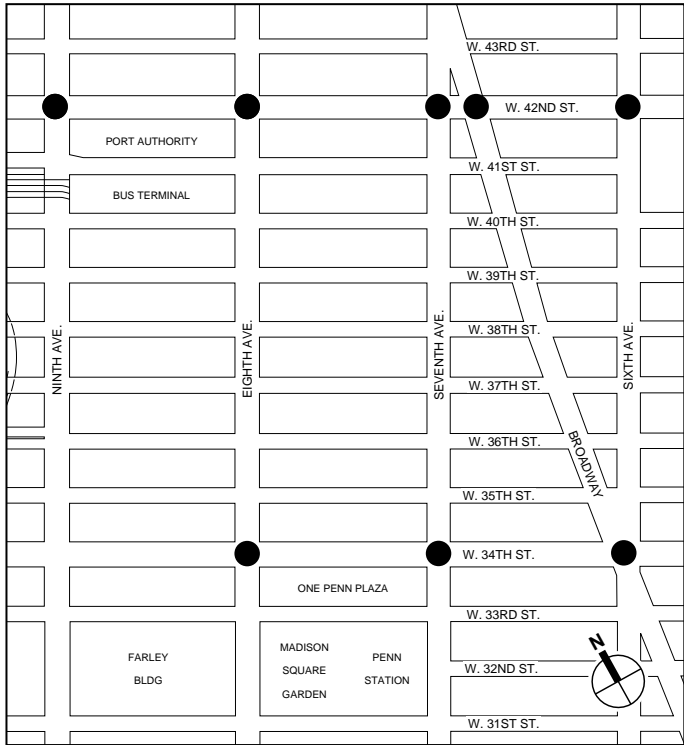 W. 43RD ST.
W. 42ND ST.
PORT AUTHORITY
W. 41ST ST.
BUS TERMINAL
W. 40TH ST.
W. 39TH ST.
NINTH AVE.
EIGHTH AVE.
SEVENTH AVE.
W. 38TH ST.
SIXTH AVE.
W. 37TH ST.
BROADWAY
W. 36TH ST.
W. 35TH ST.
W. 34TH ST.
ONE PENN PLAZA
W. 33RD ST.
FARLEY
BLDG
MADISON
SQUARE
GARDEN
PENN
STATION
N
W. 32ND ST.
W. 31ST ST.